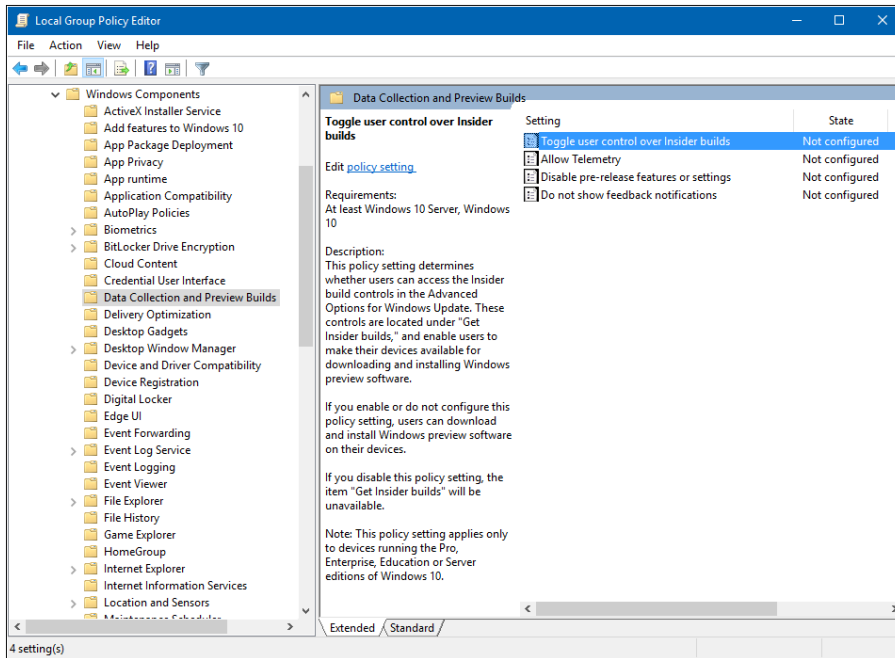 Local Group Policy Editor
File Action View Help
Windows Components
ActiveX Installer Service
Add features to Windows 10
App Package Deployment
App Privacy
App runtime
Application Compatibility
AutoPlay Policies
Biometrics
BitLocker Drive Encryption
Cloud Content
Credential User Interface
Data Collection and Preview Builds
Delivery Optimization
Desktop Gadgets
Desktop Window Manager
Device and Driver Compatibility
Device Registration
Digital Locker
Edge UI
Event Forwarding
Event Log Service
Event Logging
Event Viewer
File Explorer
File History
Game Explorer
HomeGroup
Internet Explorer
Internet Information Services
Location and Sensors
Maintenance Scheduler
Data Collection and Preview Builds
Toggle user control over Insider
builds
Edit policy setting
Requirements:
At least Windows 10 Server, Windows
10
Description:
This policy setting determines
whether users can access the Insider
build controls in the Advanced
Options for Windows Update. These
controls are located under "Get
Insider builds," and enable users to
make their devices available for
downloading and installing Windows
preview software.
If you enable or do not configure this
policy setting, users can download
and install Windows preview software
on their devices.
If you disable this policy setting, the
item "Get Insider builds" will be
unavailable.
Note: This policy setting applies only
to devices running the Pro,
Enterprise, Education or Server
editions of Windows 10.
Setting State
Toggle user control over Insider builds Not configured
Allow Telemetry Not configured
Disable pre-release features or settings Not configured
Do not show feedback notifications Not configured
Extended Standard
4 setting(s)